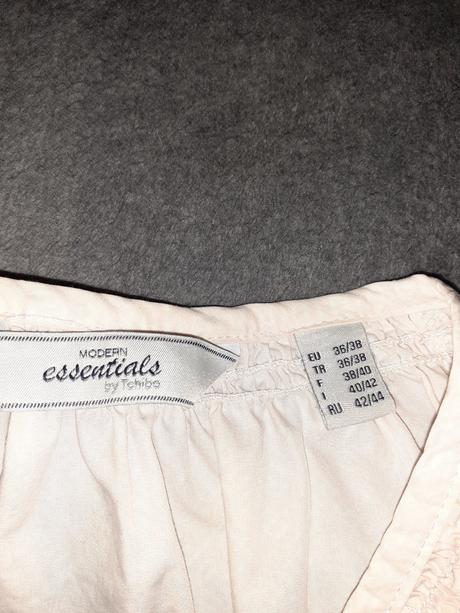 MODERN
essentials
by Tchibo
EU 36/38
TR 36/38
F 38/40
I 40/42
RU 42/44